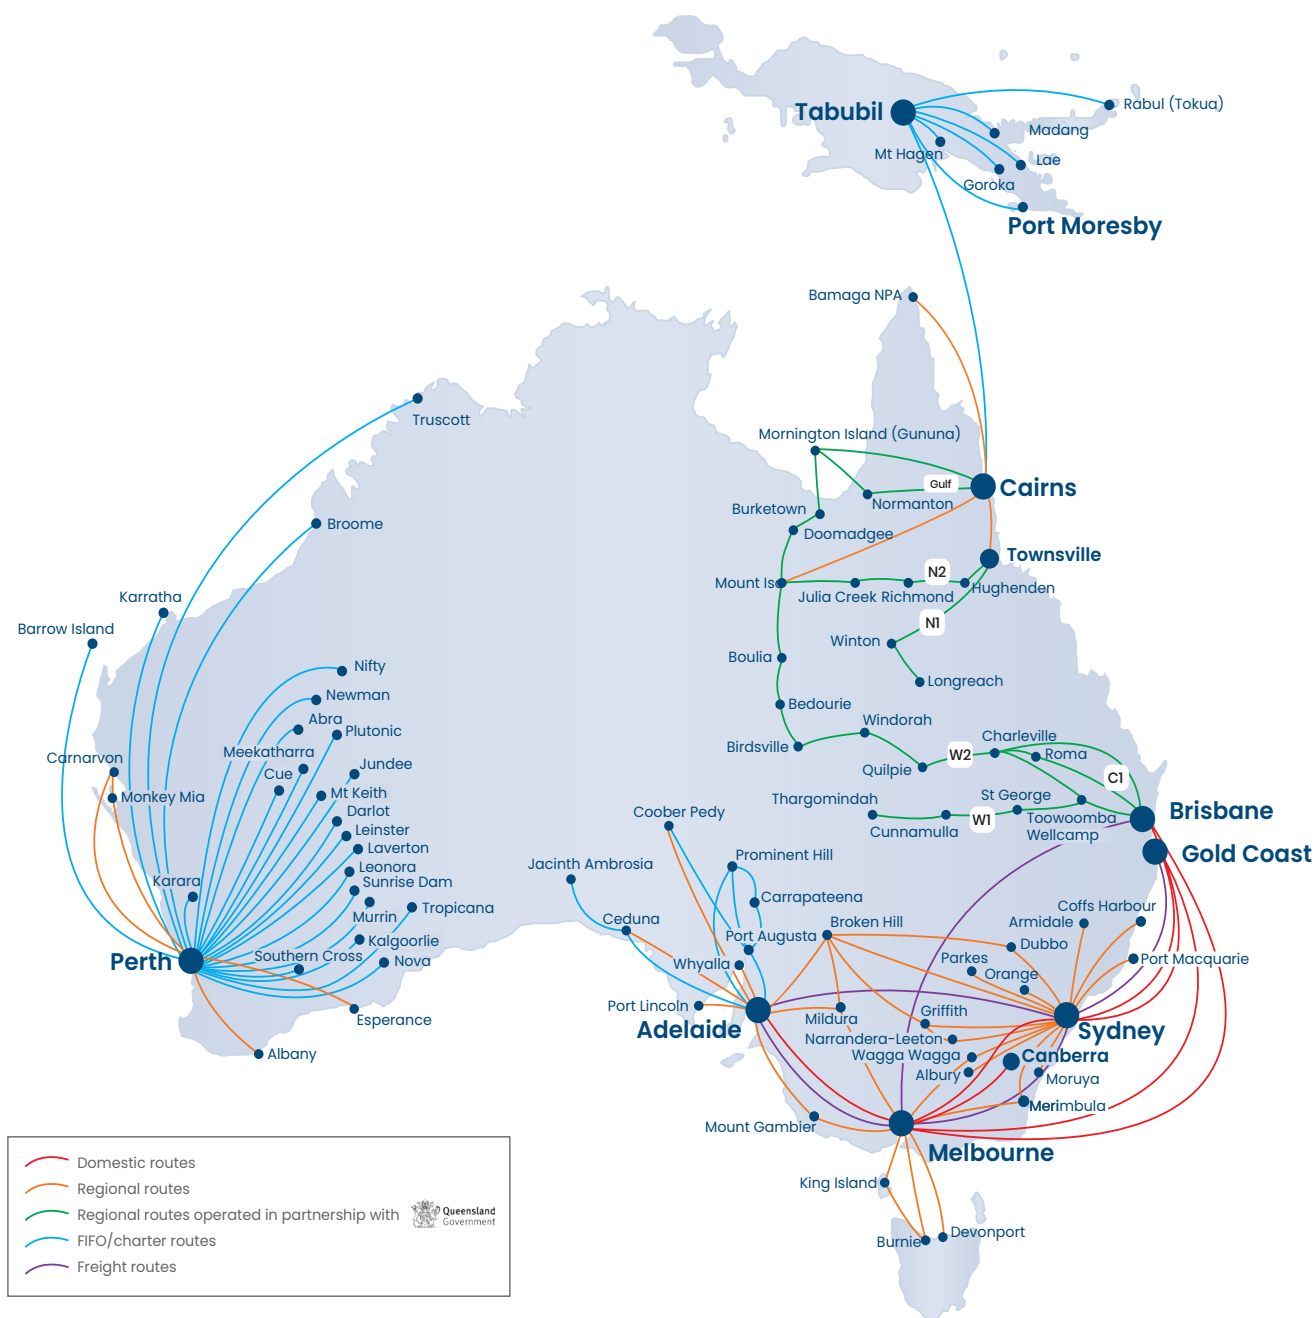 Tabubil
Rabul (Tokua)
Madang
Mt Hagen
Lae
Goroka
Port Moresby
Bamaga NPA
Truscott
Mornington Island (Gununa)
Gulf
Cairns
Normanton
Burketown
Broome
Doomadgee
Townsville
N2
Mount Isa
Julia Creek
Richmond
Hughenden
Karratha
Barrow Island
N1
Winton
Boulia
Nifty
Longreach
Newman
Bedourie
Abra
Plutonic
Windorah
Charleville
Meekatharra
Birdsville
W2
Roma
Carnarvon
Jundee
Cue
Quilpie
C1
Monkey Mia
Mt Keith
St George
Thargomindah
Darlot
Coober Pedy
Brisbane
W1
Toowoomba
Wellcamp
Leinster
Cunnamulla
Laverton
Gold Coast
Prominent Hill
Jacinth Ambrosia
Leonora
Karara
Sunrise Dam
Carrapateena
Tropicana
Murrin
Coffs Harbour
Ceduna
Broken Hill
Armidale
Port Augusta
Kalgoorlie
Dubbo
Southern Cross
Parkes
Port Macquarie
Perth
Nova
Whyalla
Orange
Port Lincoln
Esperance
Mildura
Griffith
Adelaide
Sydney
Narrandera-Leeton
Wagga Wagga
Canberra
Albany
Albury
Moruya
Merimbula
Mount Gambier
Melbourne
King Island
Devonport
Burnie
Domestic routes
Regional routes
Regional routes operated in partnership with
Queensland
Government
FIFO/charter routes
Freight routes